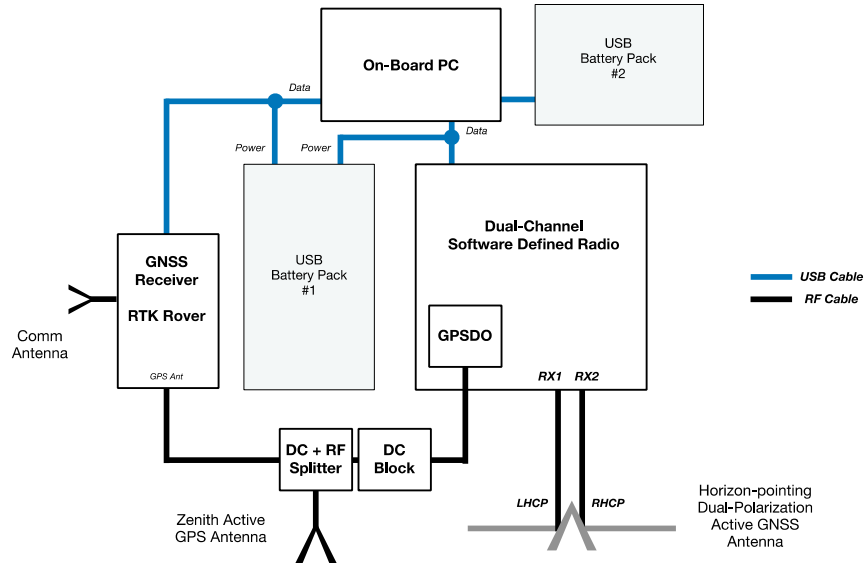 USB
Battery Pack
#2
On-Board PC
Data
Data
Power
Power
Dual-Channel
Software Defined Radio
GNSS
Receiver
RTK Rover
USB
Battery Pack
#1
USB Cable
RF Cable
Comm
Antenna
GPSDO
GPS Ant
RX1
RX2
DC + RF
Splitter
DC
Block
LHCP
RHCP
Horizon-pointing
Dual-Polarization
Active GNSS
Antenna
Zenith Active
GPS Antenna